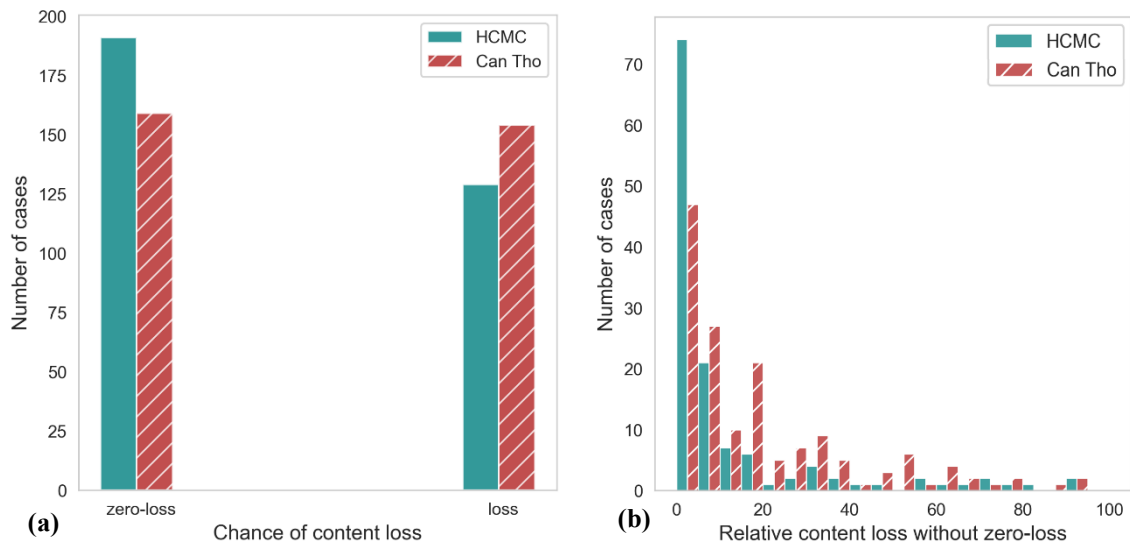 200
175
150
125
100
75
50
25
0
Number of cases
HCMC
Can Tho
zero-loss
loss
Chance of content loss
(a)
70
60
50
40
30
20
10
0
Number of cases
HCMC
Can Tho
0 20 40 60 80 100
Relative content loss without zero-loss
(b)